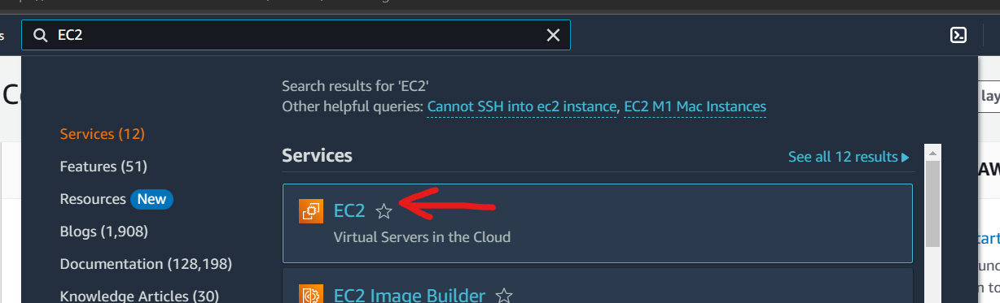 EC2
Search results for 'EC2'
Other helpful queries: Cannot SSH into ec2 instance, EC2 M1 Mac Instances
Services (12)
Features (51)
Resources New
Blogs (1,908)
Documentation (128,198)
Knowledge Articles (30)
Services
See all 12 results
EC2
Virtual Servers in the Cloud
EC2 Image Builder